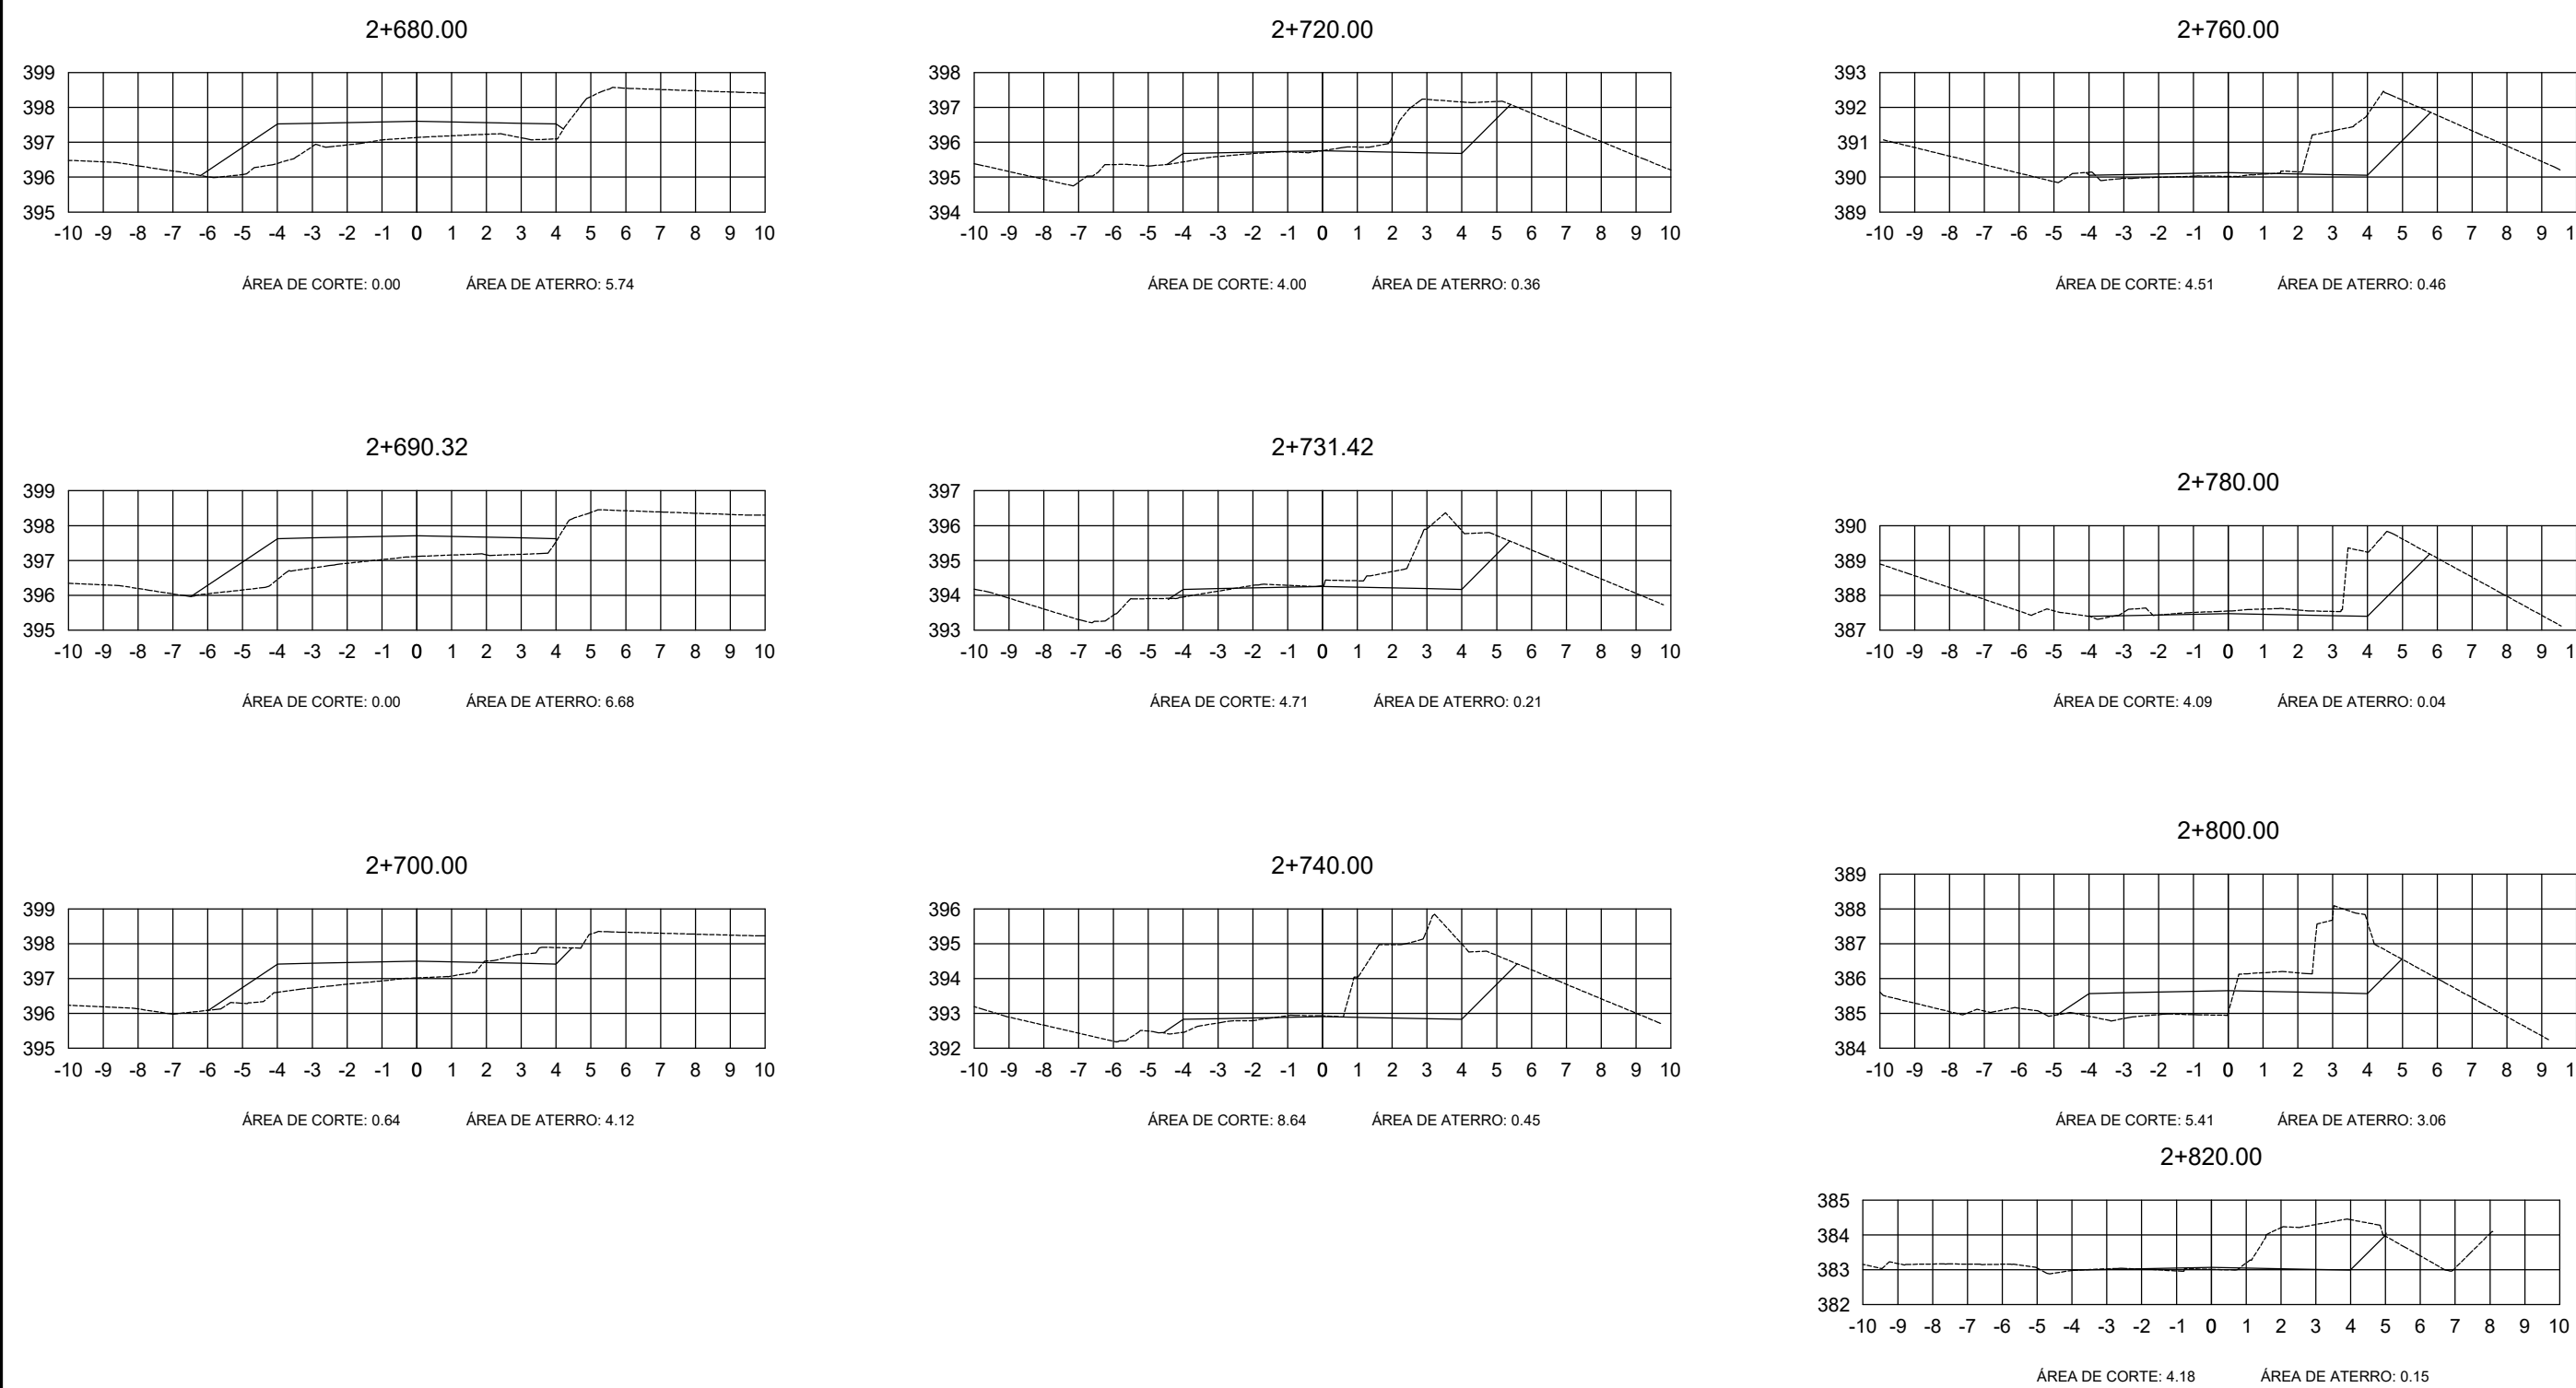 2+680.00
399
398
397
396
395
-10 -9 -8 -7 -6 -5 -4 -3 -2 -1 0 1 2 3 4 5 6 7 8 9 10
ÁREA DE CORTE: 0.00 ÁREA DE ATERRO: 5.74
2+690.32
399
398
397
396
395
-10 -9 -8 -7 -6 -5 -4 -3 -2 -1 0 1 2 3 4 5 6 7 8 9 10
ÁREA DE CORTE: 0.00 ÁREA DE ATERRO: 6.68
2+700.00
399
398
397
396
395
-10 -9 -8 -7 -6 -5 -4 -3 -2 -1 0 1 2 3 4 5 6 7 8 9 10
ÁREA DE CORTE: 0.64 ÁREA DE ATERRO: 4.12
2+720.00
398
397
396
395
394
-10 -9 -8 -7 -6 -5 -4 -3 -2 -1 0 1 2 3 4 5 6 7 8 9 10
ÁREA DE CORTE: 4.00 ÁREA DE ATERRO: 0.36
2+731.42
397
396
395
394
393
-10 -9 -8 -7 -6 -5 -4 -3 -2 -1 0 1 2 3 4 5 6 7 8 9 10
ÁREA DE CORTE: 4.71 ÁREA DE ATERRO: 0.21
2+740.00
396
395
394
393
392
-10 -9 -8 -7 -6 -5 -4 -3 -2 -1 0 1 2 3 4 5 6 7 8 9 10
ÁREA DE CORTE: 8.64 ÁREA DE ATERRO: 0.45
2+760.00
393
392
391
390
389
-10 -9 -8 -7 -6 -5 -4 -3 -2 -1 0 1 2 3 4 5 6 7 8 9
ÁREA DE CORTE: 4.51 ÁREA DE ATERRO: 0.46
2+780.00
390
389
388
387
-10 -9 -8 -7 -6 -5 -4 -3 -2 -1 0 1 2 3 4 5 6 7 8 9
ÁREA DE CORTE: 4.09 ÁREA DE ATERRO: 0.04
2+800.00
389
388
387
386
385
384
-10 -9 -8 -7 -6 -5 -4 -3 -2 -1 0 1 2 3 4 5 6 7 8 9
ÁREA DE CORTE: 5.41 ÁREA DE ATERRO: 3.06
2+820.00
385
384
383
382
-10 -9 -8 -7 -6 -5 -4 -3 -2 -1 0 1 2 3 4 5 6 7 8 9 10
ÁREA DE CORTE: 4.18 ÁREA DE ATERRO: 0.15